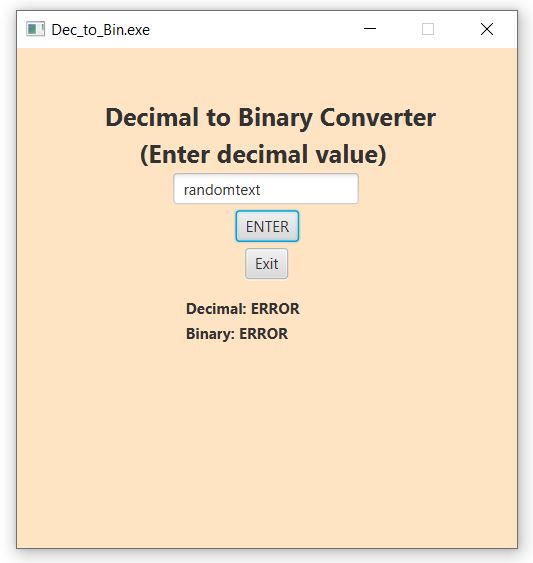 Dec_to_Bin.exe
Decimal to Binary Converter
(Enter decimal value)
randomtext
ENTER
Exit
Decimal: ERROR
Binary: ERROR